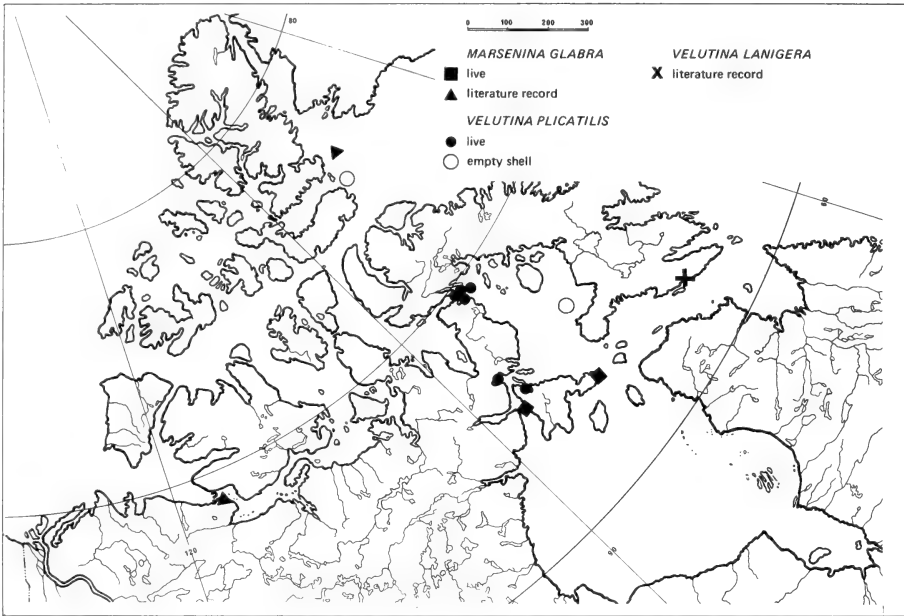 80
0 100 200 300
MARSENINA GLABRA
live
literature record
VELUTINA PLICATILIS
live
empty shell
VELUTINA LANIGERA
X literature record
120